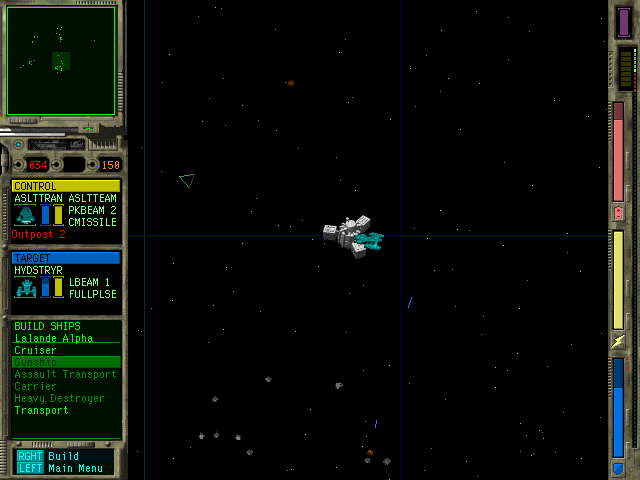 034 150
CONTROL
ASLTTRAN ASLTTEAM
PKBEAM 2
CMISSILE
Outpost 2
TARGET
HVDSTRYR
LBEAM 1
FULLPLSE
BUILD SHIPS
Lalande Alpha
Cruiser
Gunship
Assault Transport
Carrier
Heavy Destroyer
Transport
RGHT Build
LEFT Main Menu